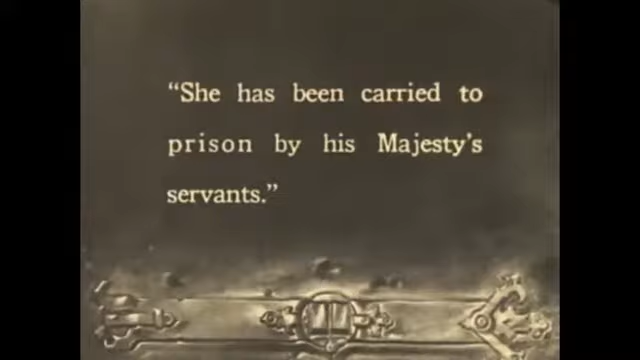 “She has been carried to
prison by his Majesty's
servants.”